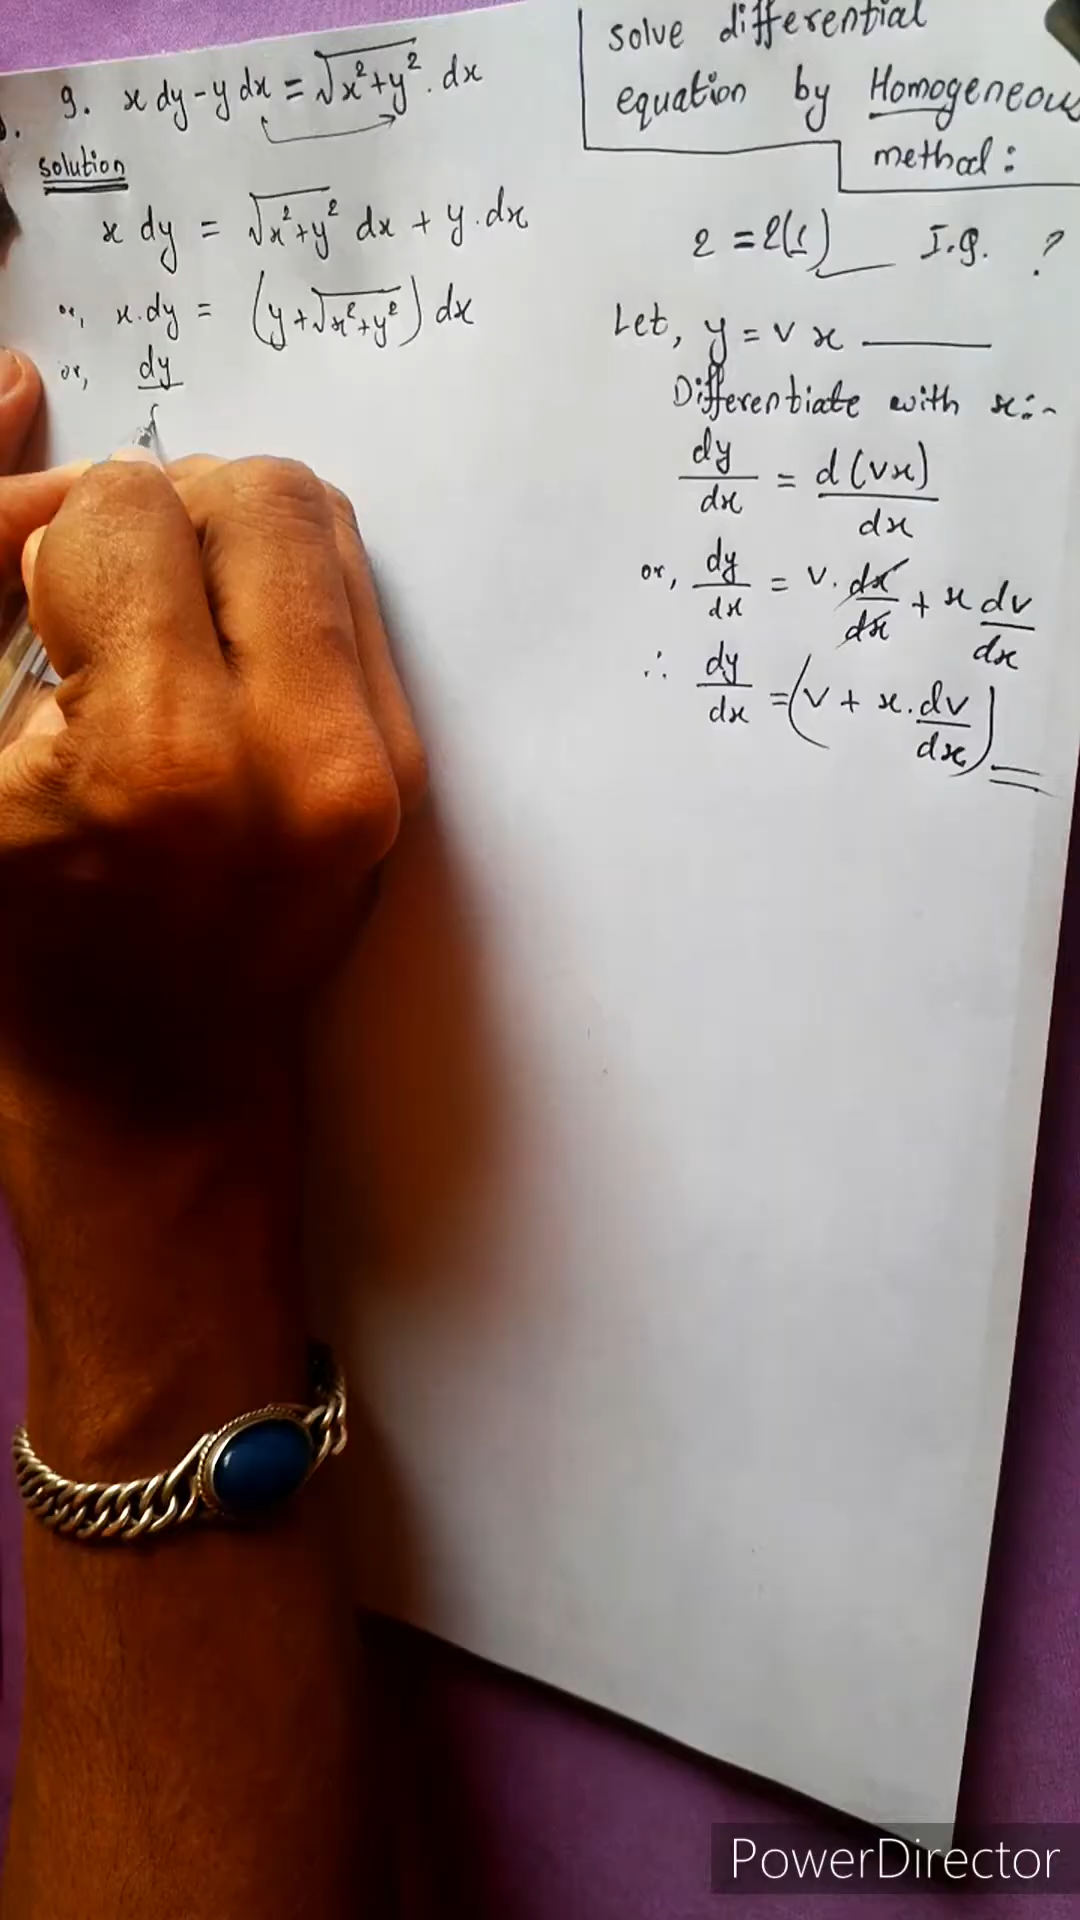 9. x dy - y dx = √x²+y² . dx
solution
x dy = √x²+y² dx + y.dx
or, x.dy = (y+√x²+y²) dx
or, dy
solve differential
equation by Homogeneous
method:
I.g. ?
Let, y = v x
Differentiate with x:~
dy/dx = d(vx)/dx
or, dy/dx = v. dx/dx + x dv/dx
∴ dy/dx = (v + x. dv/dx)
PowerDirector